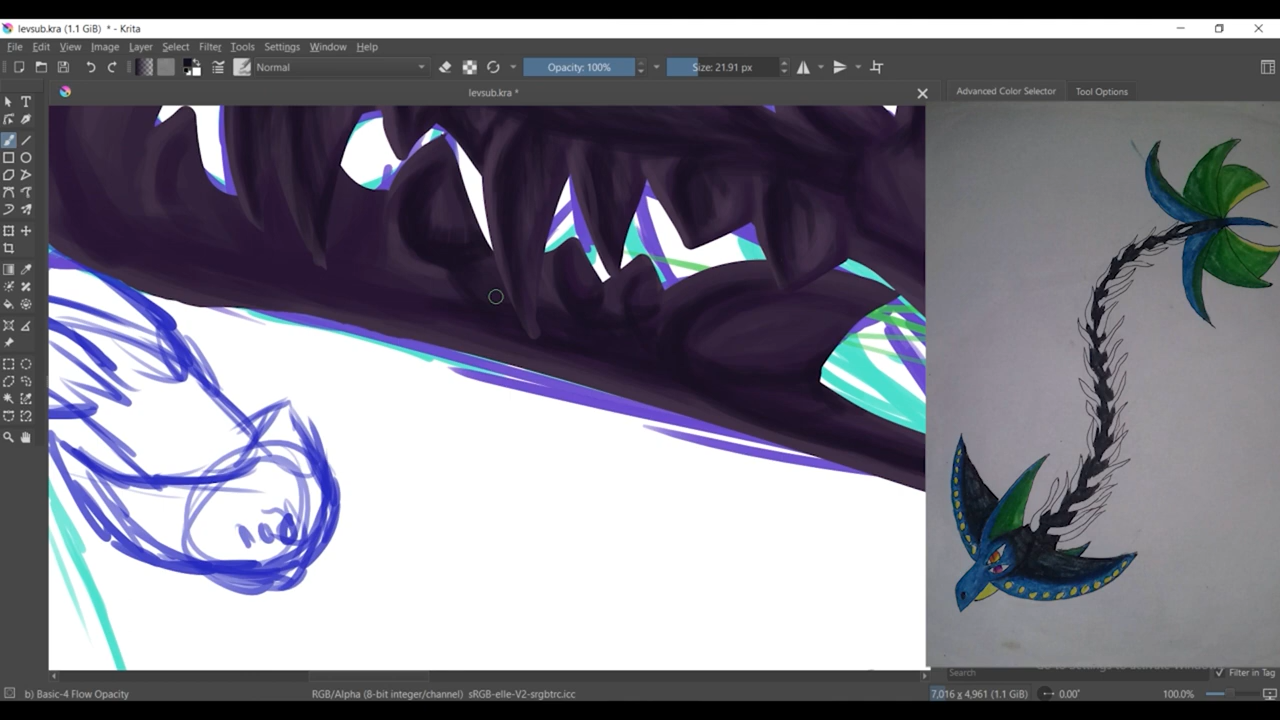 levsub.kra (1.1 GiB) * - Krita
File Edit View Image Layer Select Filter Tools Settings Window Help
Normal
Opacity: 100%
Size: 21.91 px
levsub.kra *
Advanced Color Selector
Tool Options
Search
Filter in Tag
b) Basic-4 Flow Opacity
RGB/Alpha (8-bit integer/channel) sRGB-elle-V2-srgbtrc.icc
7,016 x 4,961 (1.1 GiB)
0.00°
100.0%